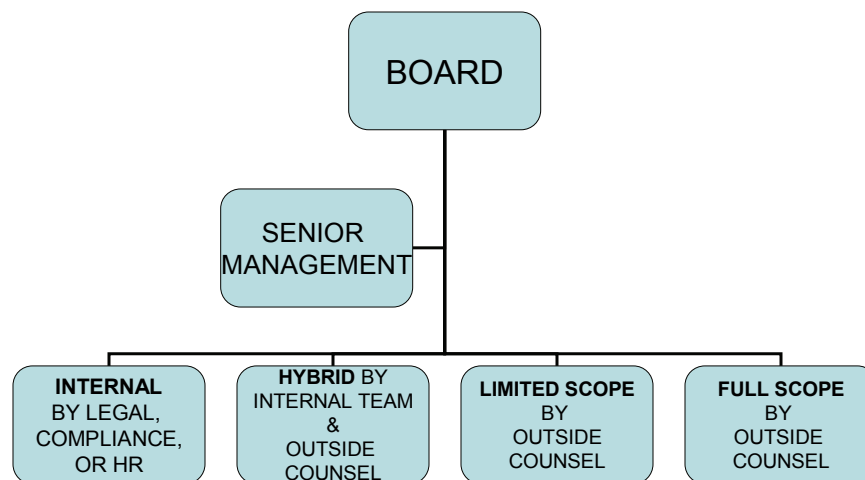 BOARD
SENIOR
MANAGEMENT
INTERNAL
BY LEGAL,
COMPLIANCE,
OR HR
HYBRID BY
INTERNAL TEAM
&
OUTSIDE
COUNSEL
LIMITED SCOPE
BY
OUTSIDE
COUNSEL
FULL SCOPE
BY
OUTSIDE
COUNSEL